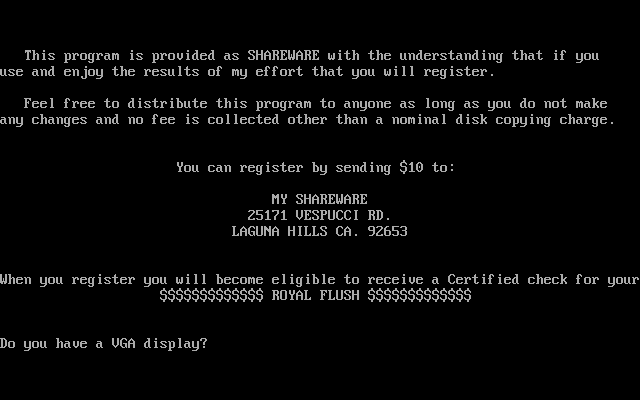 This program is provided as SHAREWARE with the understanding that if you
use and enjoy the results of my effort that you will register.
Feel free to distribute this program to anyone as long as you do not make
any changes and no fee is collected other than a nominal disk copying charge.
You can register by sending $10 to:
MY SHAREWARE
25171 VESPUCCI RD.
LAGUNA HILLS CA. 92653
When you register you will become eligible to receive a Certified check for your
$$$$$$$$$$$$$ ROYAL FLUSH $$$$$$$$$$$$$
Do you have a VGA display?